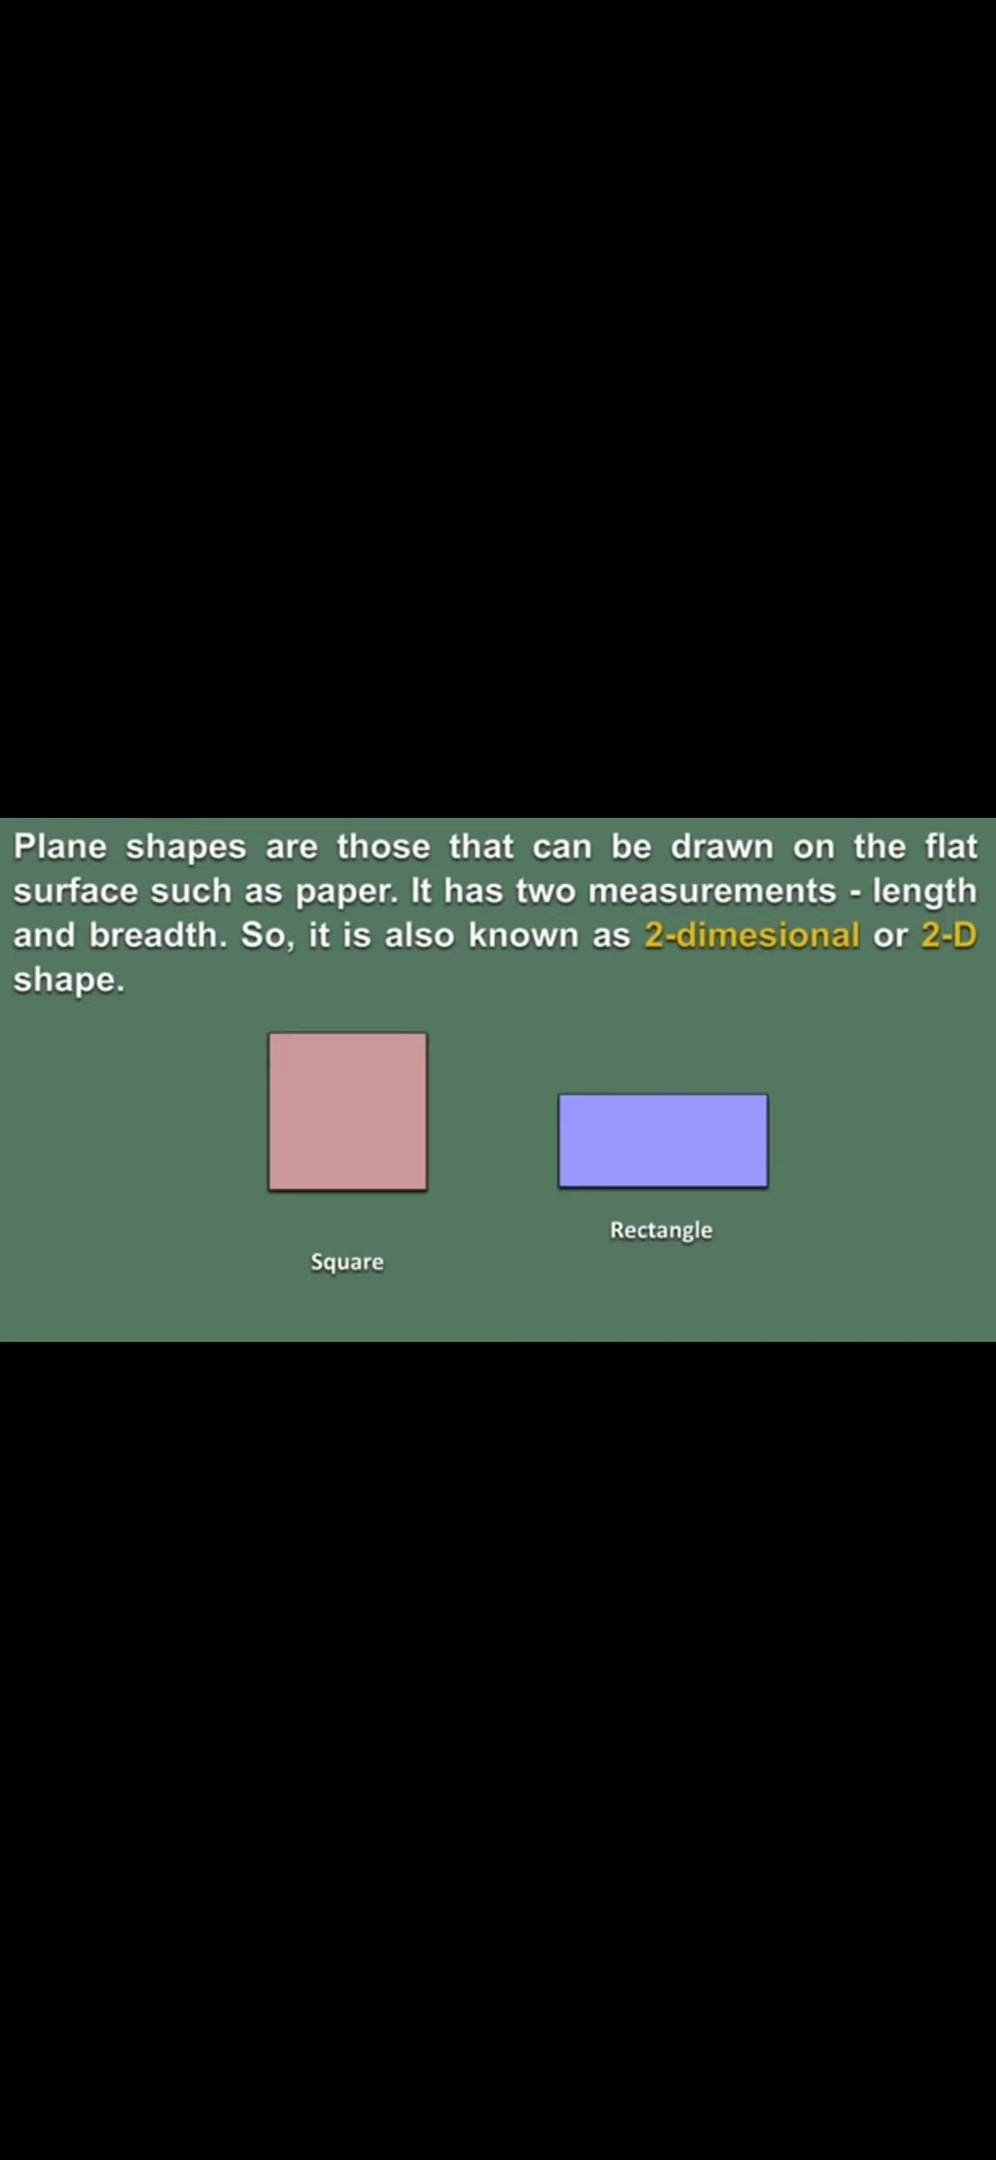 Plane shapes are those that can be drawn on the flat
surface such as paper. It has two measurements - length
and breadth. So, it is also known as 2-dimesional or 2-D
shape.
Rectangle
Square